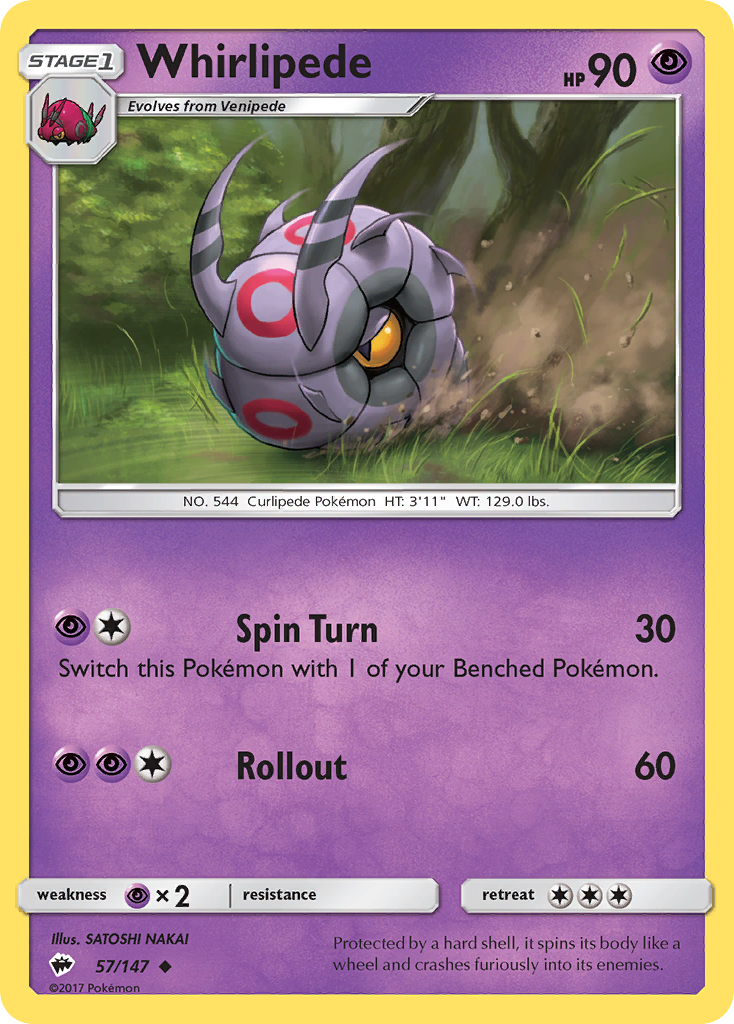 STAGE 1
Whirlipede
HP 90
Evolves from Venipede
NO. 544 Curlipede Pokémon HT: 3'11" WT: 129.0 lbs.
Spin Turn 30
Switch this Pokémon with 1 of your Benched Pokémon.
Rollout 60
weakness × 2 resistance retreat
Illus. SATOSHI NAKAI
57/147
©2017 Pokémon
Protected by a hard shell, it spins its body like a
wheel and crashes furiously into its enemies.